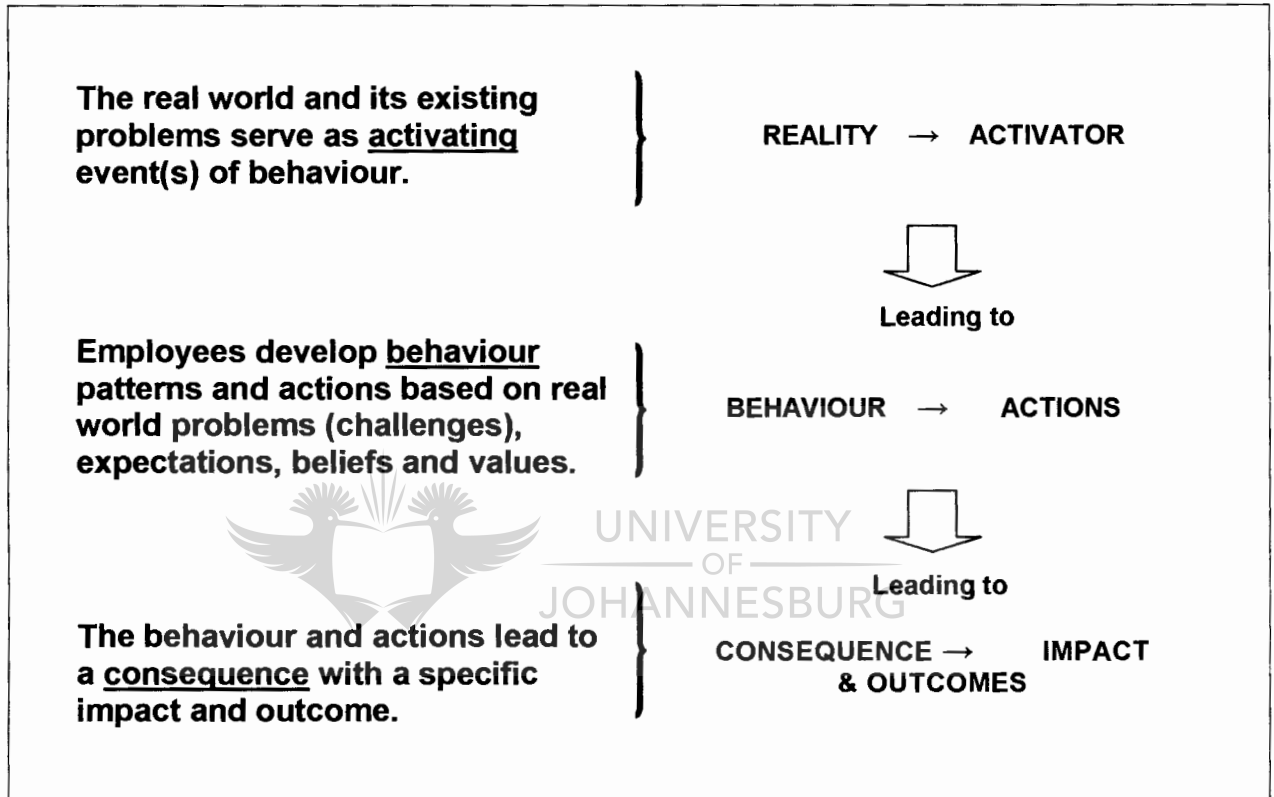 The real world and its existing
problems serve as activating
event(s) of behaviour.
REALITY → ACTIVATOR
Leading to
Employees develop behaviour
patterns and actions based on real
world problems (challenges),
expectations, beliefs and values.
BEHAVIOUR → ACTIONS
UNIVERSITY
OF
JOHANNESBURG
Leading to
The behaviour and actions lead to
a consequence with a specific
impact and outcome.
CONSEQUENCE → IMPACT
& OUTCOMES